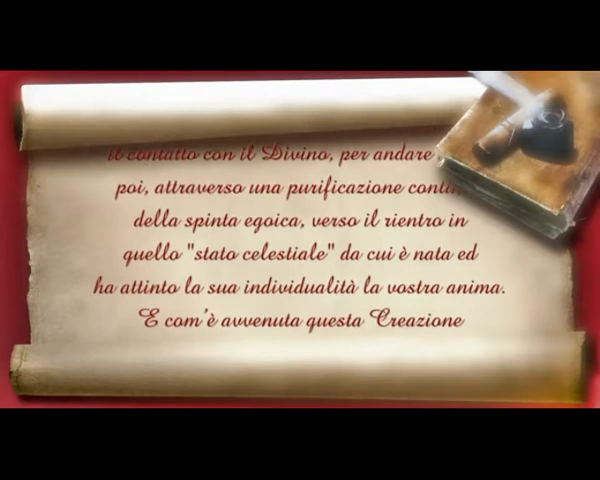 il contatto con il Divino, per andare
poi, attraverso una purificazione
della spinta egoica, verso il rientro in
quello "stato celestiale" da cui è nata ed
ha attinto la sua individualità la vostra anima.
E com'è avvenuta questa Creazione